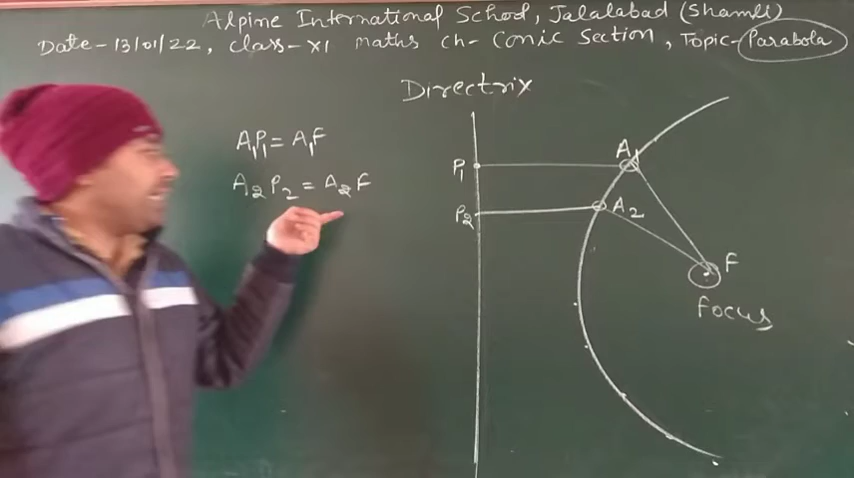 Alpine International School, Jalalabad (Shamli)
Date-13/01/22, class-XI maths ch- Conic Section, Topic-Parabola
Directrix
A₁P₁ = A₁F
A₂P₂ = A₂F
P₁
A₁
P₂
A₂
F
Focus